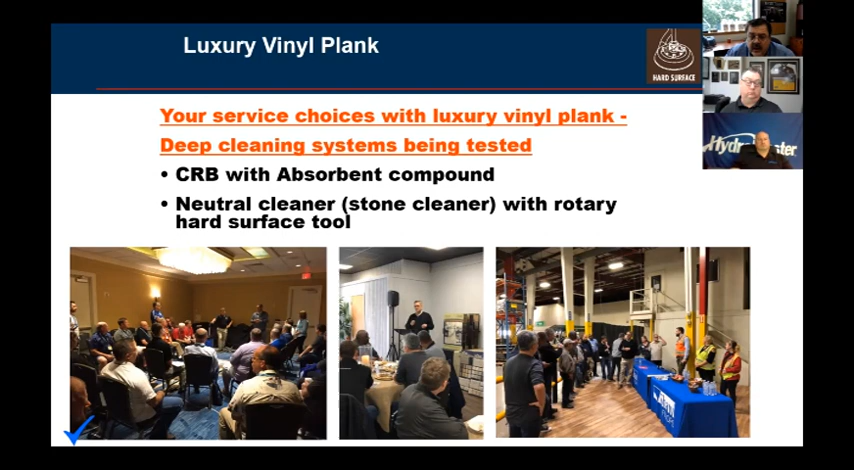 Luxury Vinyl Plank
HARD SURFACE
Your service choices with luxury vinyl plank -
Deep cleaning systems being tested
• CRB with Absorbent compound
• Neutral cleaner (stone cleaner) with rotary
hard surface tool